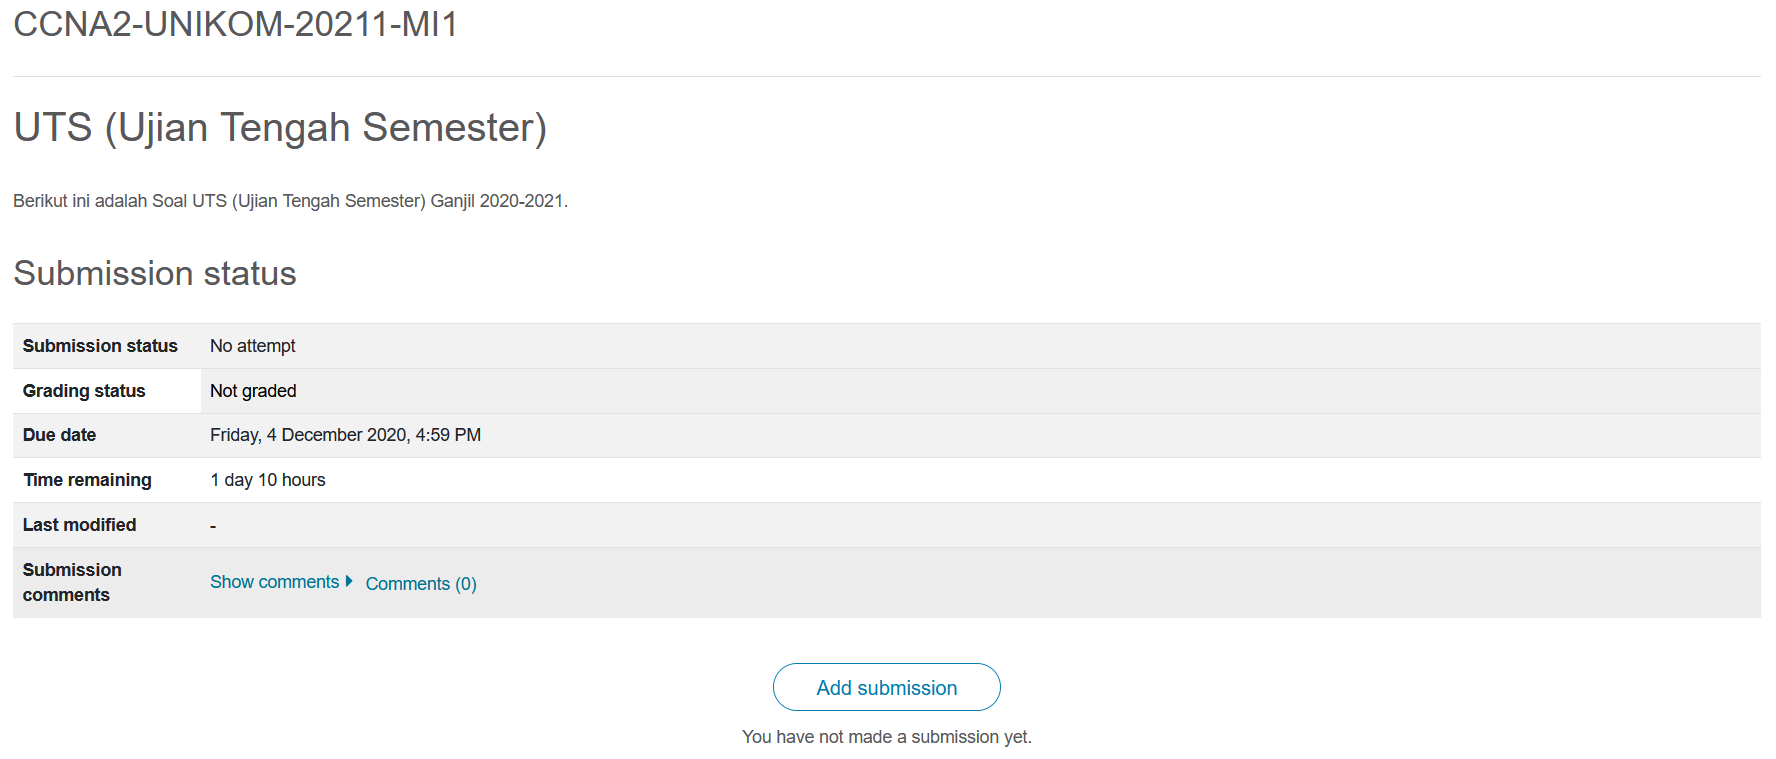 CCNA2-UNIKOM-20211-MI1
UTS (Ujian Tengah Semester)
Berikut ini adalah Soal UTS (Ujian Tengah Semester) Ganjil 2020-2021.
Submission status
Submission status No attempt
Grading status Not graded
Due date Friday, 4 December 2020, 4:59 PM
Time remaining 1 day 10 hours
Last modified -
Submission comments Show comments Comments (0)
Add submission
You have not made a submission yet.